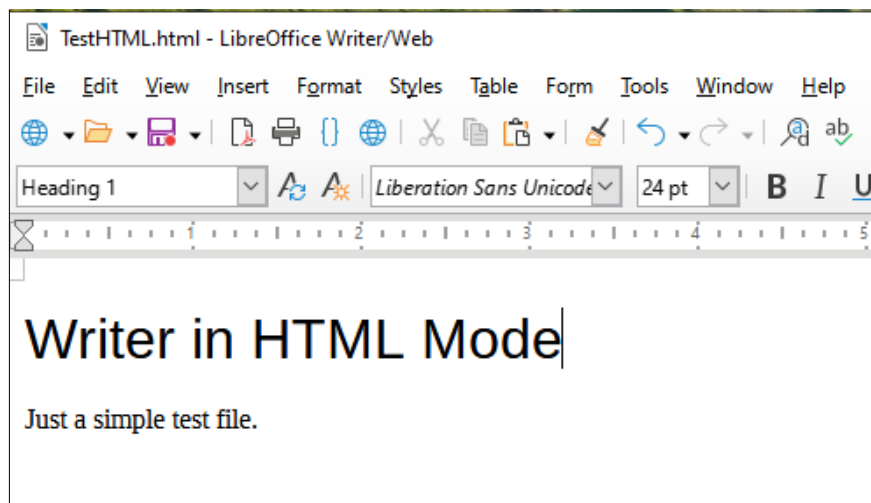 TestHTML.html - LibreOffice Writer/Web
File Edit View Insert Format Styles Table Form Tools Window Help
Heading 1 Liberation Sans Unicode 24 pt B I U
1 2 3 4 5
Writer in HTML Mode
Just a simple test file.